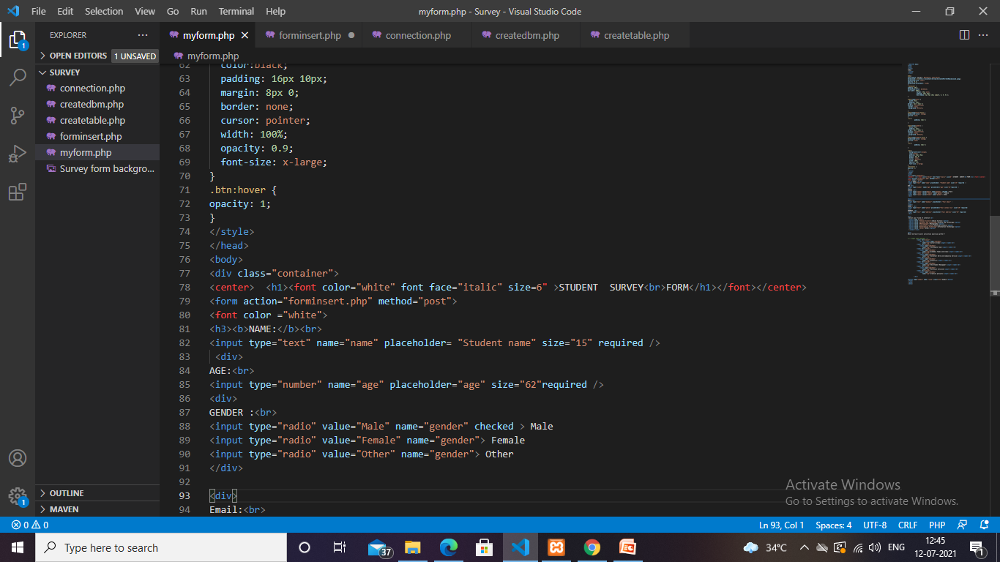 File Edit Selection View Go Run Terminal Help
myform.php - Survey - Visual Studio Code
EXPLORER
OPEN EDITORS 1 UNSAVED
SURVEY
connection.php
createdbm.php
createtable.php
forminsert.php
myform.php
Survey form backgro...
OUTLINE
MAVEN
1
1
myform.php forminsert.php connection.php createdbm.php createtable.php
myform.php
62 color:black;
63 padding: 16px 10px;
64 margin: 8px 0;
65 border: none;
66 cursor: pointer;
67 width: 100%;
68 opacity: 0.9;
69 font-size: x-large;
70 }
71 .btn:hover {
72 opacity: 1;
73 }
74 </style>
75 </head>
76 <body>
77 <div class="container">
78 <center>  <h1><font color="white" font face="italic" size=6" >STUDENT  SURVEY<br>FORM</h1></font></center>
79 <form action="forminsert.php" method="post">
80 <font color ="white">
81 <h3><b>NAME:</b><br>
82 <input type="text" name="name" placeholder= "Student name" size="15" required />
83 <div>
84 AGE:<br>
85 <input type="number" name="age" placeholder="age" size="62"required />
86 <div>
87 GENDER :<br>
88 <input type="radio" value="Male" name="gender" checked > Male
89 <input type="radio" value="Female" name="gender"> Female
90 <input type="radio" value="Other" name="gender"> Other
91 </div>
92
93 <div>
94 Email:<br>
Activate Windows
Go to Settings to activate Windows.
0 0
Ln 93, Col 1 Spaces: 4 UTF-8 CRLF PHP
Type here to search
37
34°C
ENG
12:45
12-07-2021
1